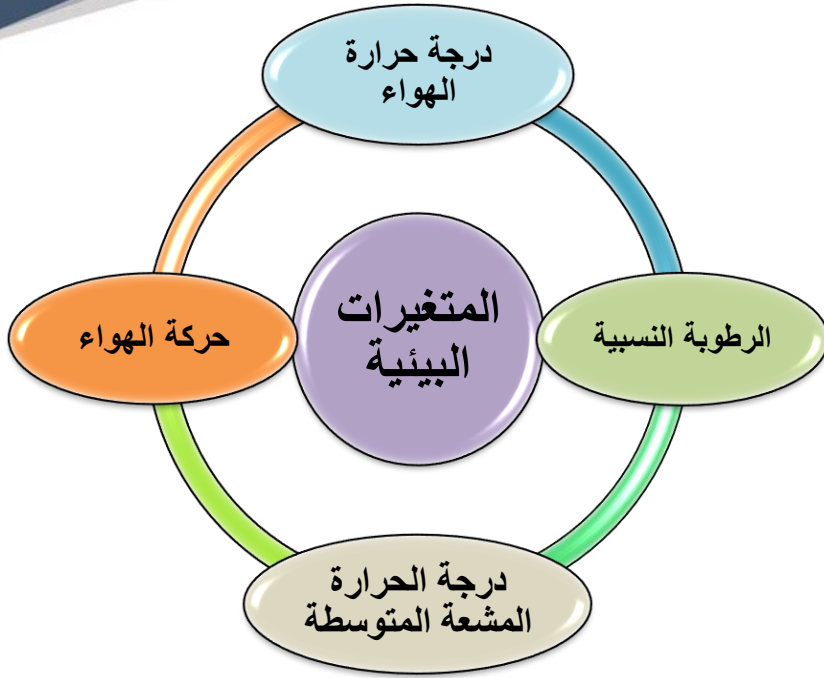 درجة حرارة
الهواء
المتغيرات
البيئية
الرطوبة النسبية
حركة الهواء
درجة الحرارة
المشعة المتوسطة